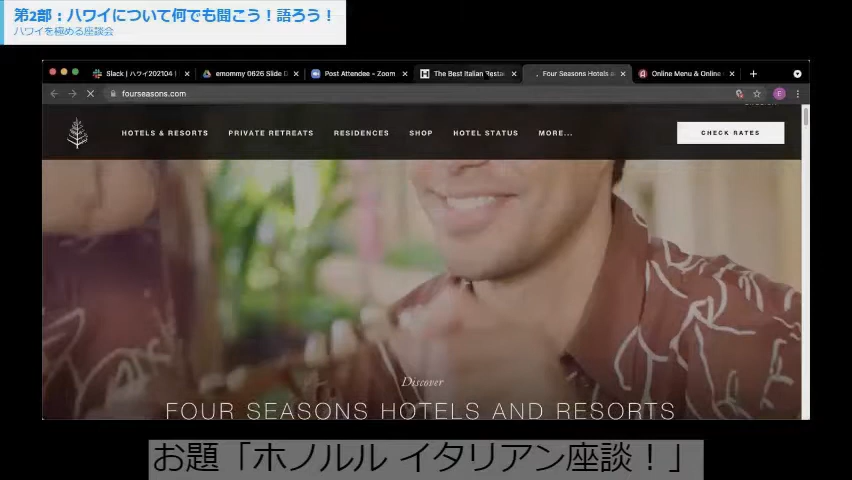 第2部：ハワイについて何でも聞こう！語ろう！
ハワイを極める座談会
Slack | ハワイ202104 |
emommy 0626 Slide D
Post Attendee - Zoom
The Best Italian Resta
Four Seasons Hotels a
Online Menu & Online
fourseasons.com
HOTELS & RESORTS
PRIVATE RETREATS
RESIDENCES
SHOP
HOTEL STATUS
MORE...
CHECK RATES
Discover
FOUR SEASONS HOTELS AND RESORTS
お題「ホノルル イタリアン座談！」